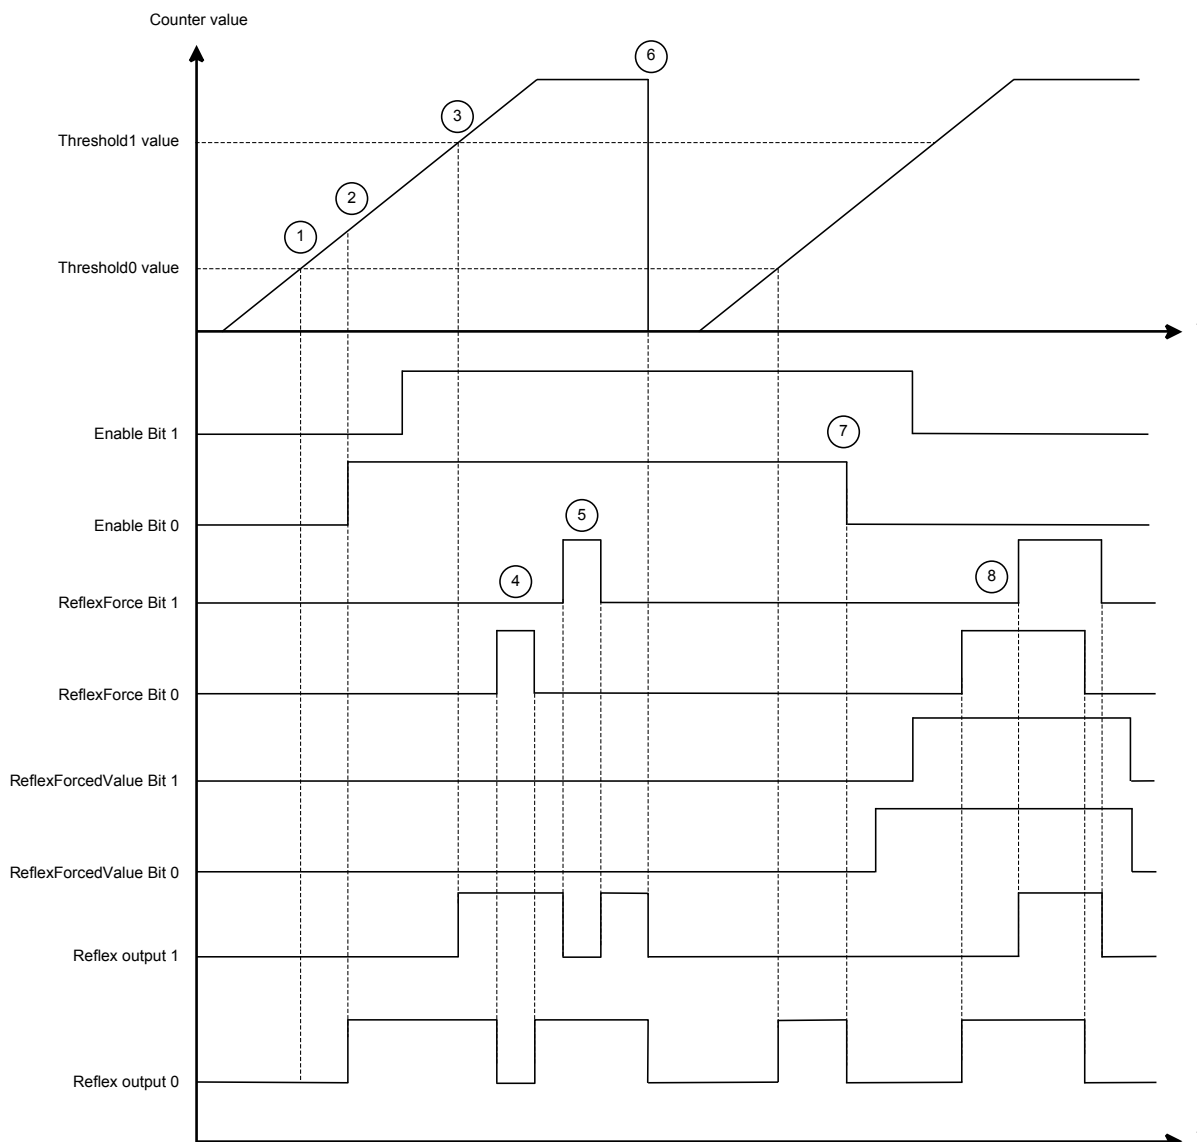 Counter value
6
3
Threshold1 value
2
1
Threshold0 value
7
Enable Bit 1
5
Enable Bit 0
4
8
ReflexForce Bit 1
ReflexForce Bit 0
ReflexForcedValue Bit 1
ReflexForcedValue Bit 0
Reflex output 1
Reflex output 0